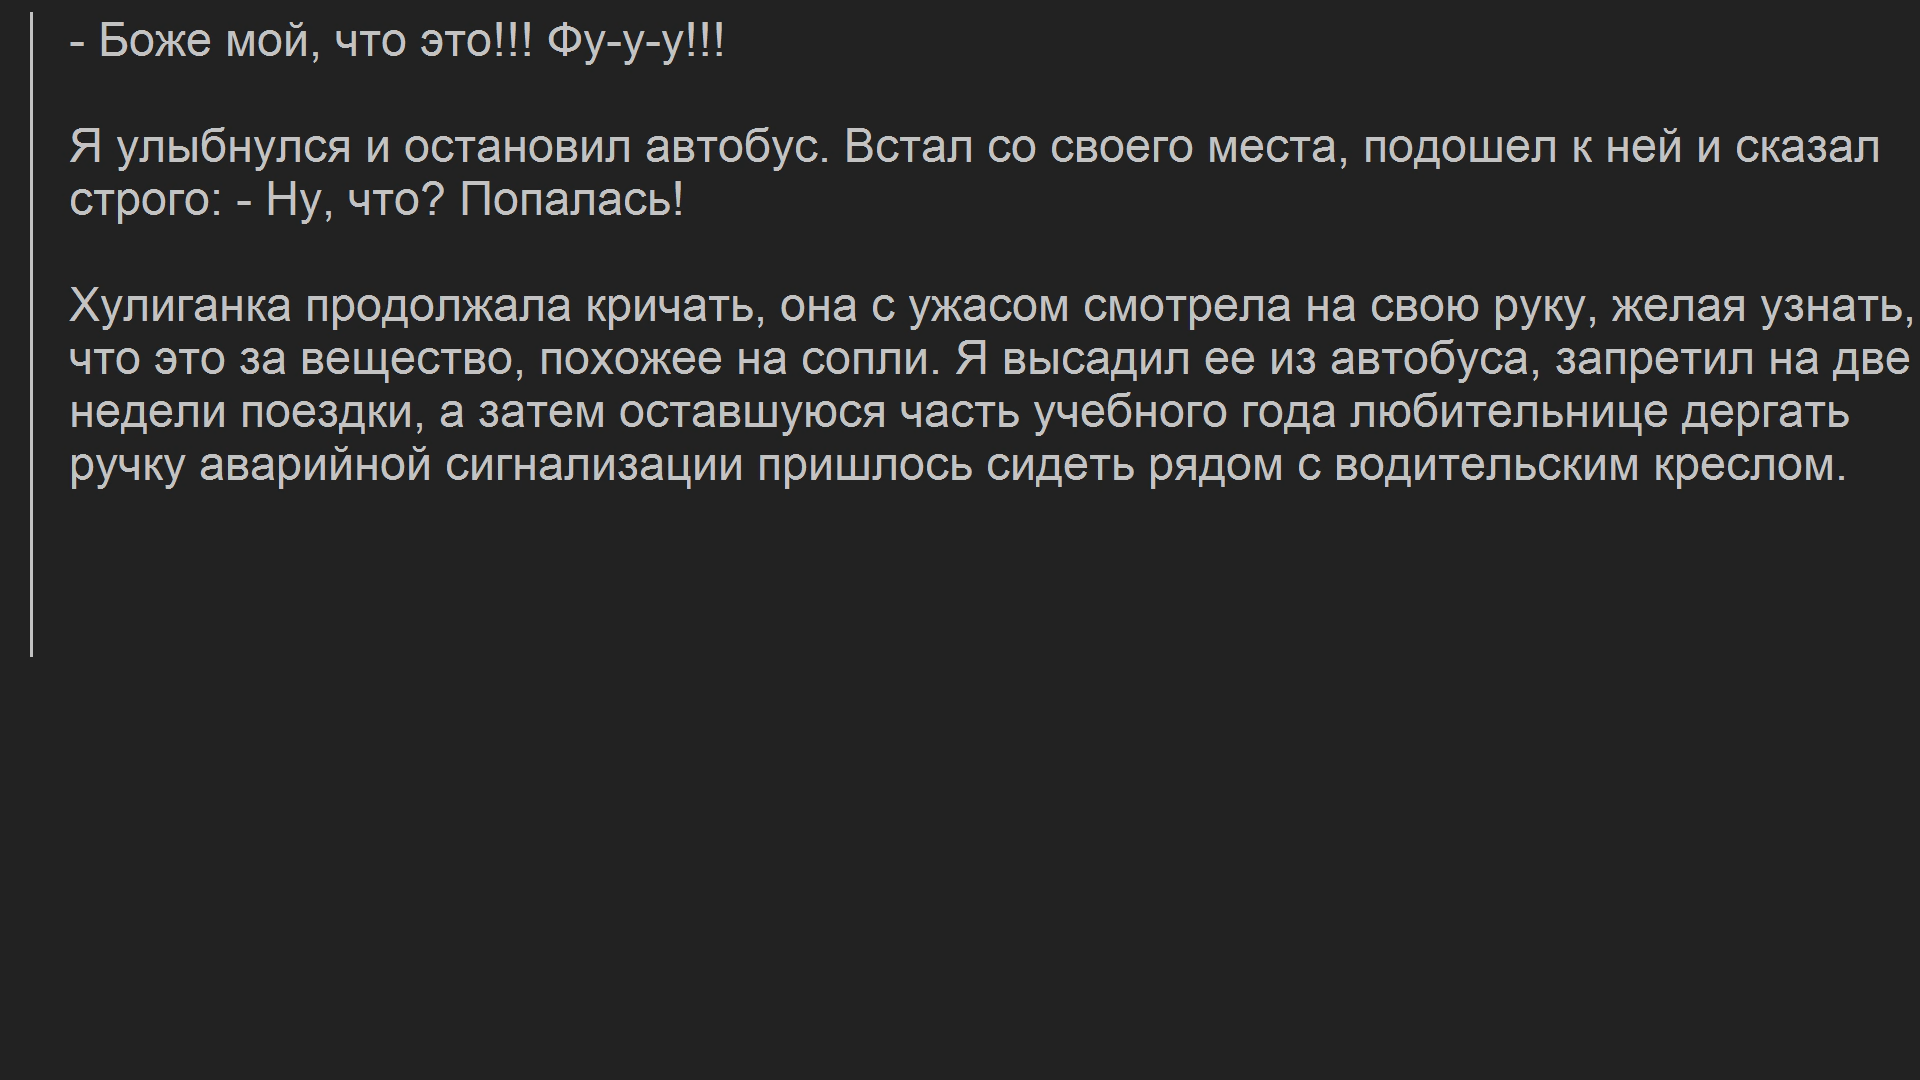 - Боже мой, что это!!! Фу-у-у!!!
Я улыбнулся и остановил автобус. Встал со своего места, подошел к ней и сказал
строго: - Ну, что? Попалась!
Хулиганка продолжала кричать, она с ужасом смотрела на свою руку, желая узнать,
что это за вещество, похожее на сопли. Я высадил ее из автобуса, запретил на две
недели поездки, а затем оставшуюся часть учебного года любительнице дергать
ручку аварийной сигнализации пришлось сидеть рядом с водительским креслом.